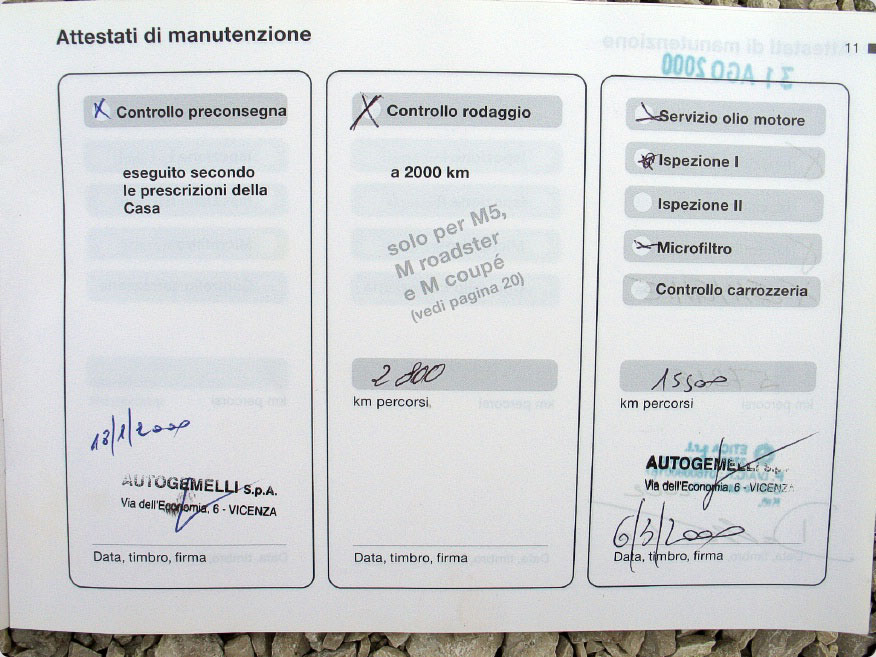 Attestati di manutenzione
11
Controllo preconsegna
eseguito secondo
le prescrizioni della
Casa
13/1/2000
AUTOGEMELLI S.P.A.
Via dell'Economia, 6 - VICENZA
Data, timbro, firma
Controllo rodaggio
a 2000 km
solo per M5,
M roadster
e M coupé
(vedi pagina 20)
2800
km percorsi
Data, timbro, firma
31 AGO 2000
Servizio olio motore
Ispezione I
Ispezione II
Microfiltro
Controllo carrozzeria
15500
km percorsi
AUTOGEMELLI S.P.A.
Via dell'Economia, 6 - VICENZA
6/3/2000
Data, timbro, firma